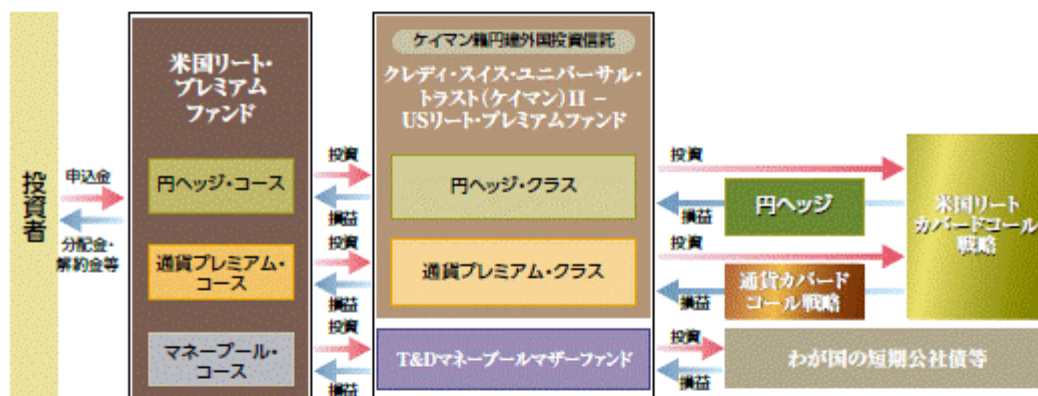 投資者
申込金
分配金・
解約金等
米国リート・
プレミアム
ファンド
円ヘッジ・コース
通貨プレミアム・
コース
マネープール・
コース
投資
損益
投資
損益
投資
損益
ケイマン籍円建外国投資信託
クレディ・スイス・ユニバーサル・
トラスト(ケイマン)II －
USリート・プレミアムファンド
円ヘッジ・クラス
通貨プレミアム・クラス
T&Dマネープールマザーファンド
投資
損益
円ヘッジ
投資
損益
通貨カバード
コール戦略
投資
損益
米国リート
カバードコール
戦略
わが国の短期公社債等